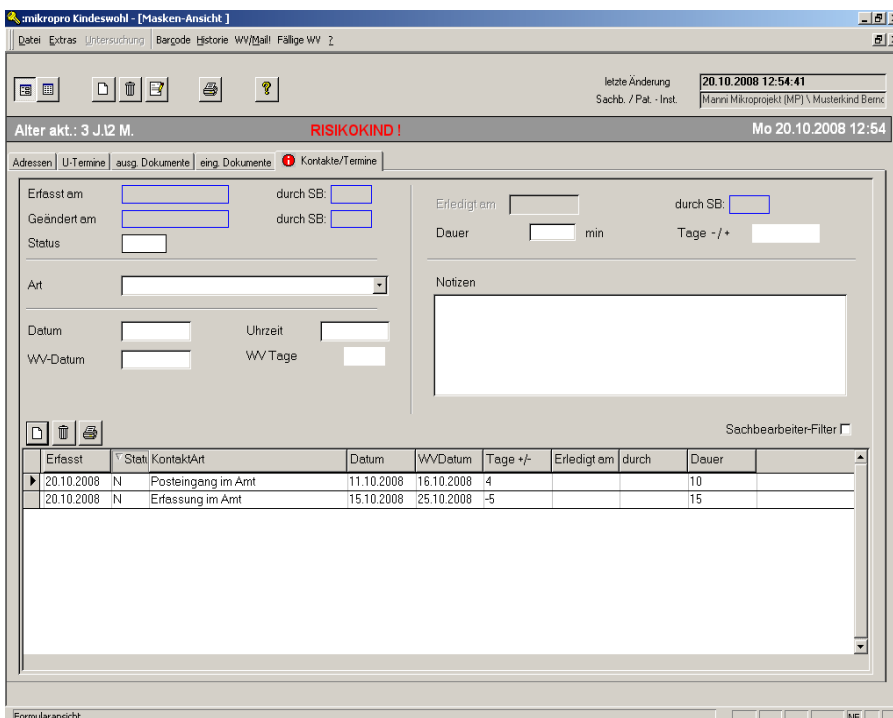 :mikropro Kindeswohl - [Masken-Ansicht ]
Datei Extras Untersuchung Barcode Historie WV/Mail! Fällige WV ?
letzte Änderung 20.10.2008 12:54:41
Sachb. / Pat. - Inst. Manni Mikroprojekt (MP) \ Musterkind Bernd
Alter akt.: 3 J.\2 M. RISIKOKIND ! Mo 20.10.2008 12:54
Adressen U-Termine ausg. Dokumente eing. Dokumente Kontakte/Termine
Erfasst am durch SB: Erledigt am durch SB:
Geändert am durch SB: Dauer min Tage -/+
Status
Art Notizen
Datum Uhrzeit
WV-Datum WV Tage
Sachbearbeiter-Filter
Erfasst Statu KontaktArt Datum WVDatum Tage +/- Erledigt am durch Dauer
20.10.2008 N Posteingang im Amt 11.10.2008 16.10.2008 4 10
20.10.2008 N Erfassung im Amt 15.10.2008 25.10.2008 -5 15
Formularansicht NF